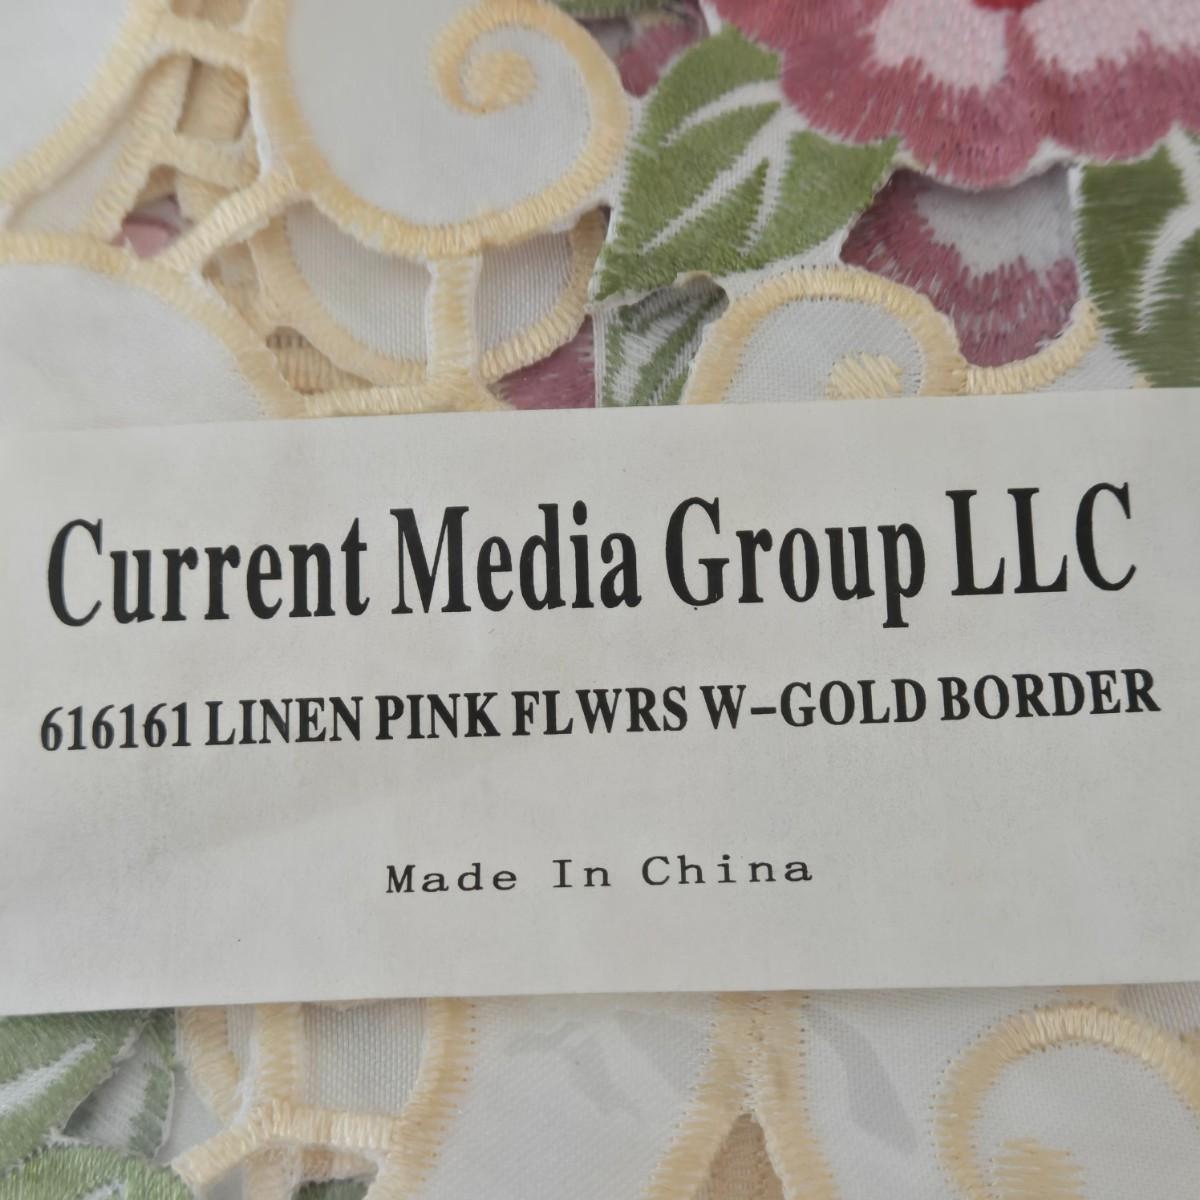 Current Media Group LLC
616161 LINEN PINK FLWRS W-GOLD BORDER
Made In China